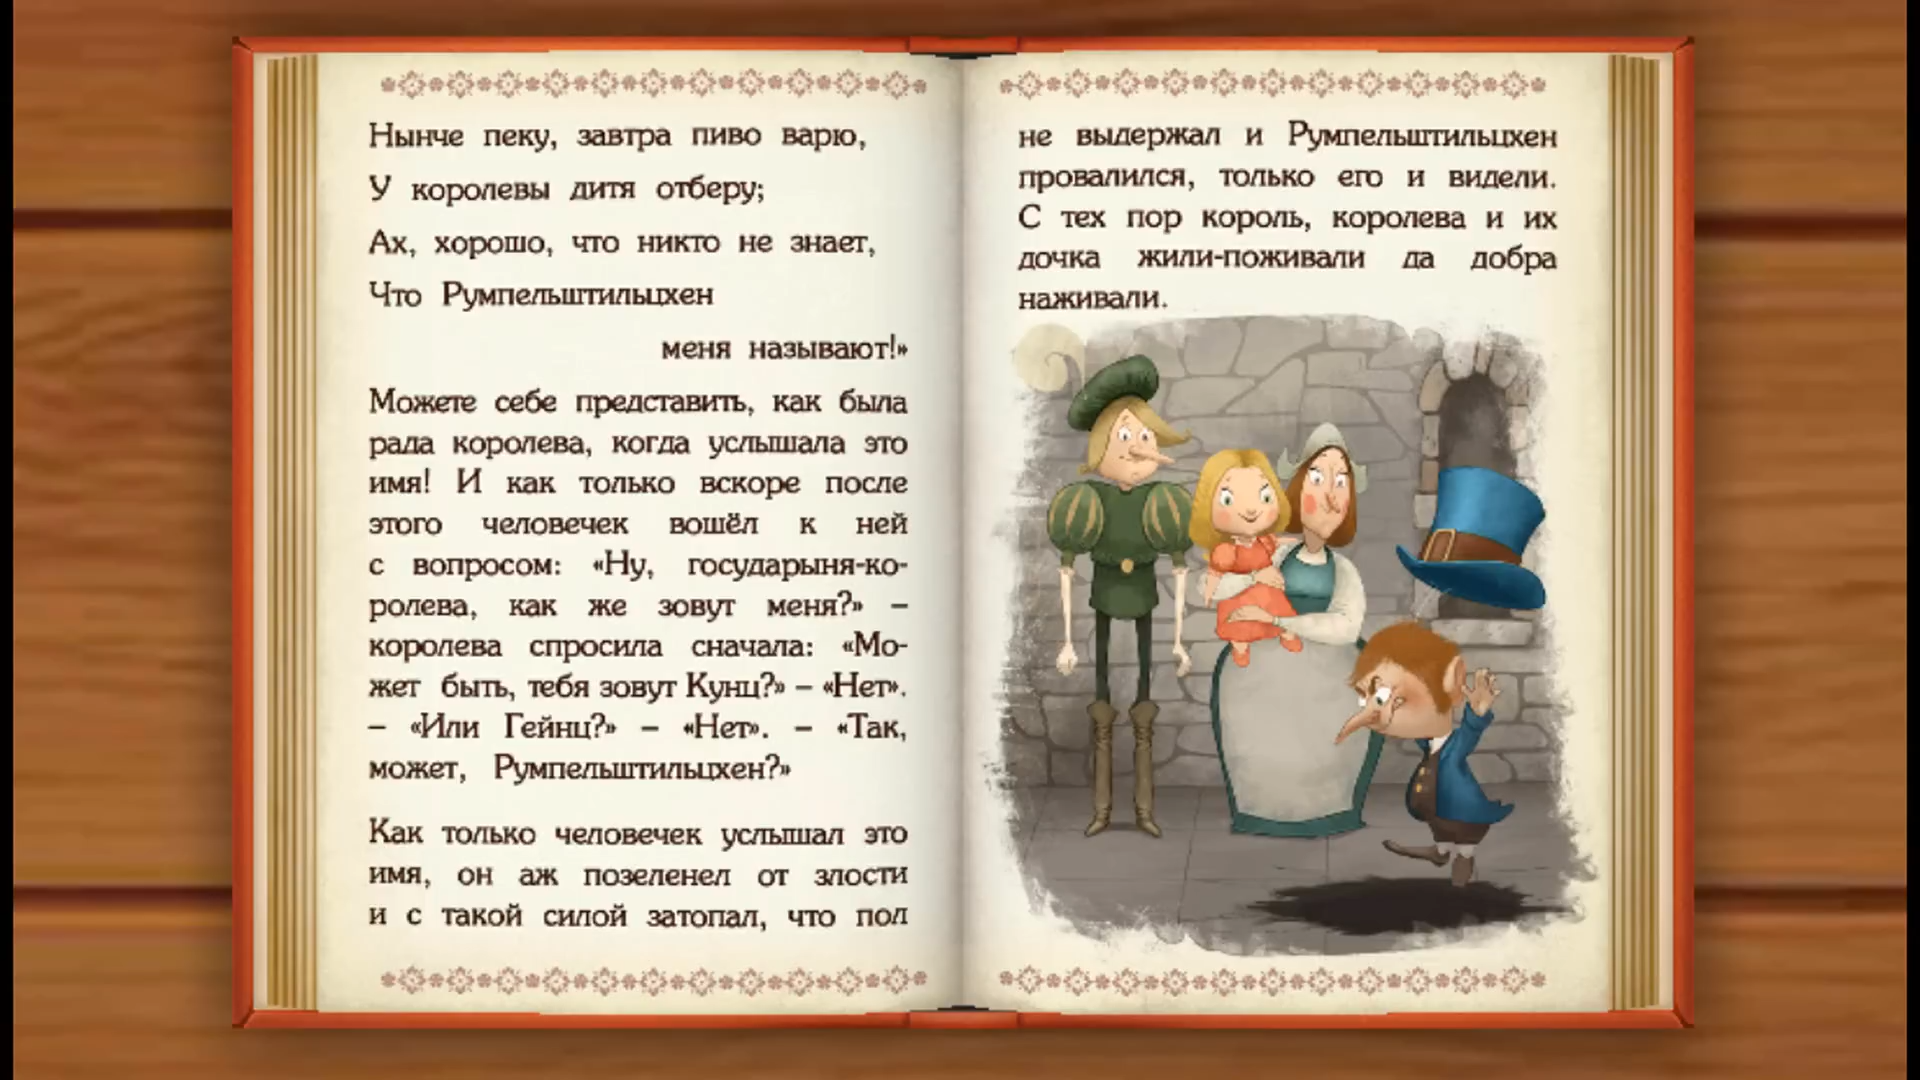 Нынче пеку, завтра пиво варю,
У королевы дитя отберу;
Ах, хорошо, что никто не знает,
Что Румпельштильцхен
меня называют!»
Можете себе представить, как была
рада королева, когда услышала это
имя! И как только вскоре после
этого человечек вошёл к ней
с вопросом: «Ну, государыня-ко-
ролева, как же зовут меня?» –
королева спросила сначала: «Мо-
жет быть, тебя зовут Кунц?» – «Нет».
– «Или Гейнц?» – «Нет». – «Так,
может, Румпельштильцхен?»
Как только человечек услышал это
имя, он аж позеленел от злости
и с такой силой затопал, что пол
не выдержал и Румпельштильцхен
провалился, только его и видели.
С тех пор король, королева и их
дочка жили-поживали да добра
наживали.